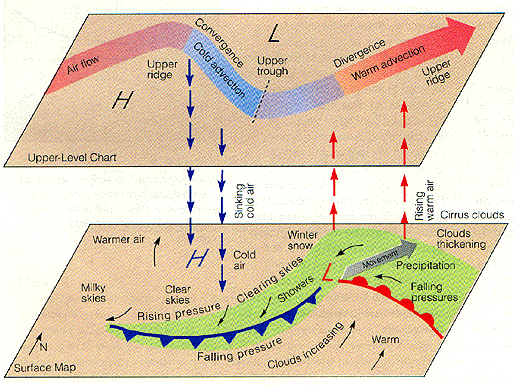 Convergence
L
Cold advection
Divergence
Air flow
Upper
ridge
Upper
trough
Warm advection
Upper
ridge
H
Upper-Level Chart
Sinking
cold air
Rising
warm air
Cirrus clouds
Warmer air
H
Cold
air
Winter
snow
Clouds
thickening
Movement
Precipitation
Milky
skies
Clear
skies
Clearing skies
Showers
L
Falling
pressures
Rising pressure
Falling pressure
Clouds increasing
Warm
N
Surface Map